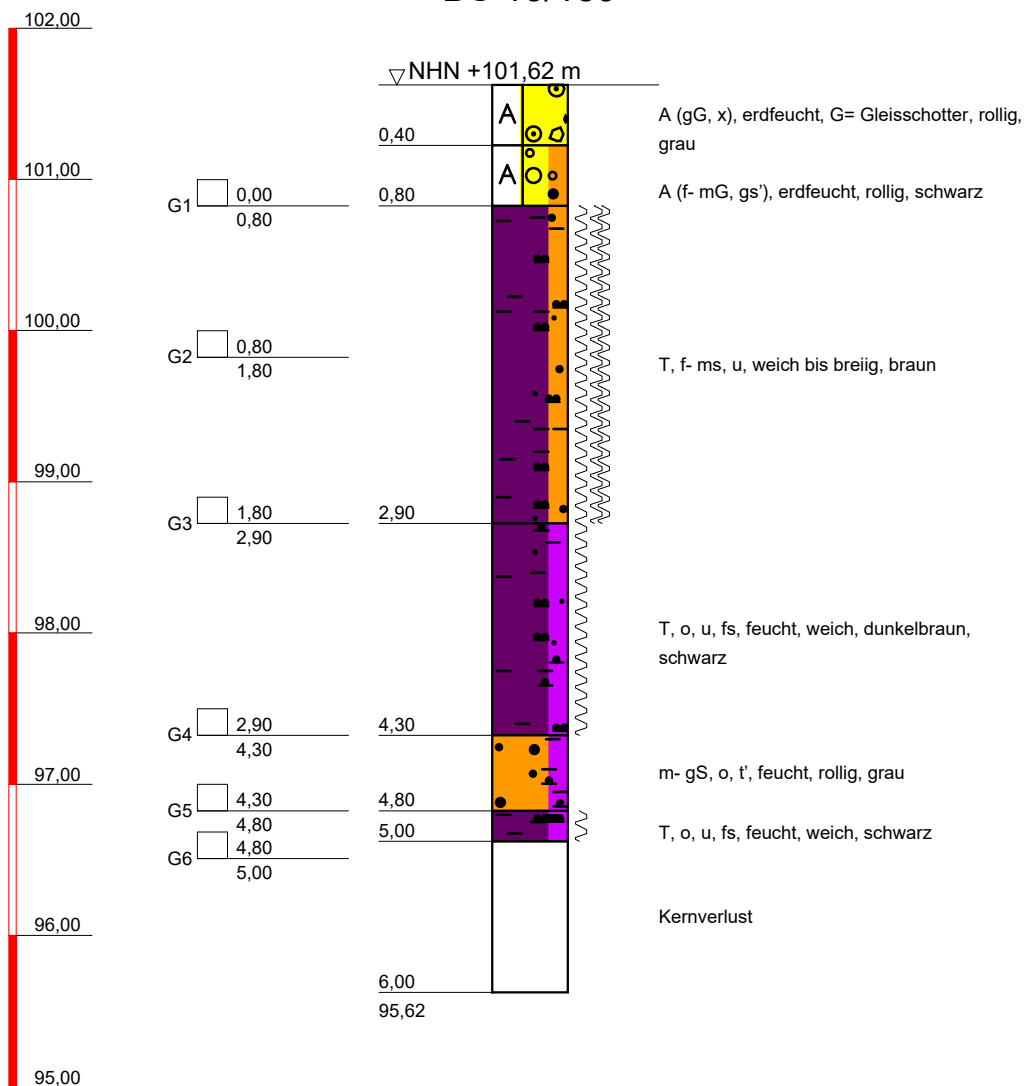 102,00
NHN +101,62 m
A
A (gG, x), erdfeucht, G= Gleisschotter, rollig,
grau
0,40
101,00
A
A (f- mG, gs’), erdfeucht, rollig, schwarz
G1
0,00
0,80
0,80
100,00
G2
0,80
1,80
T, f- ms, u, weich bis breiig, braun
99,00
G3
1,80
2,90
2,90
98,00
T, o, u, fs, feucht, weich, dunkelbraun,
schwarz
G4
2,90
4,30
4,30
97,00
m- gS, o, t’, feucht, rollig, grau
G5
4,30
4,80
4,80
T, o, u, fs, feucht, weich, schwarz
G6
4,80
5,00
5,00
96,00
Kernverlust
6,00
95,62
95,00